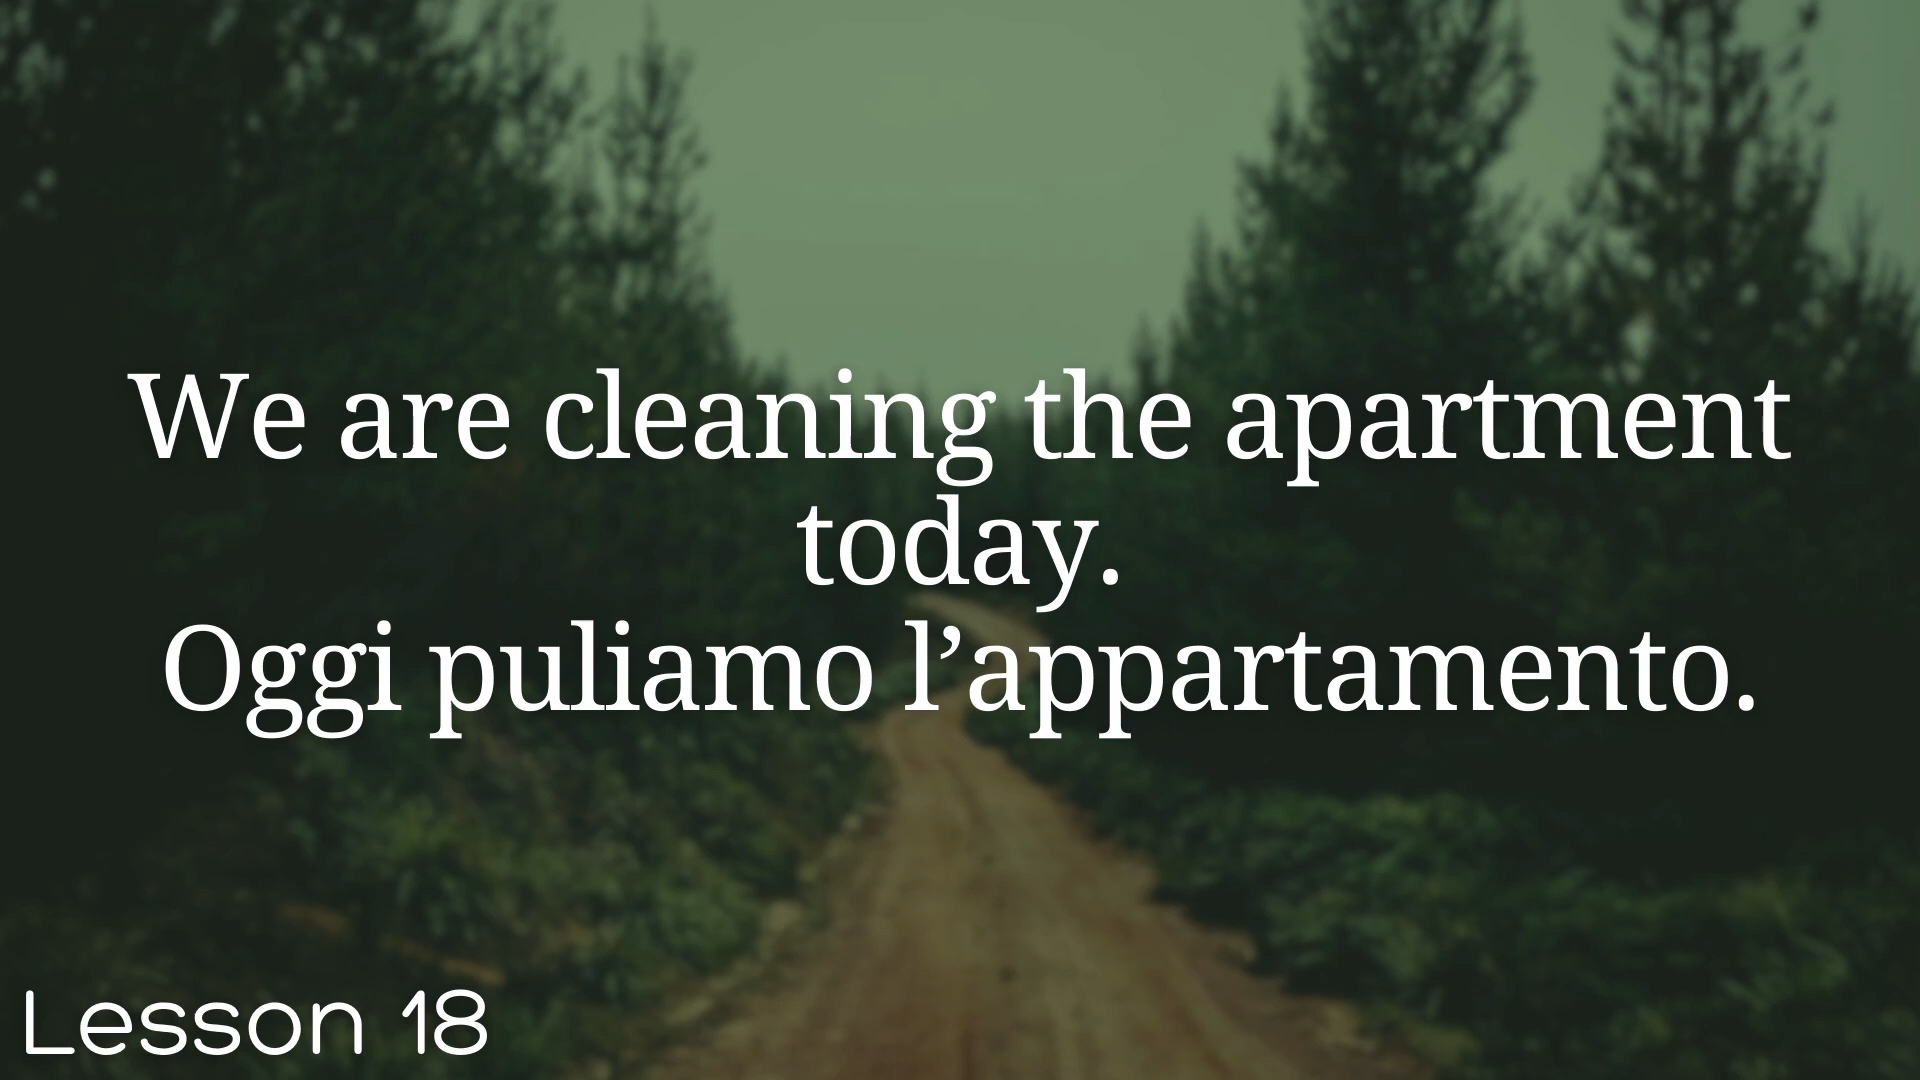 We are cleaning the apartment
today.
Oggi puliamo l’appartamento.
Lesson 18